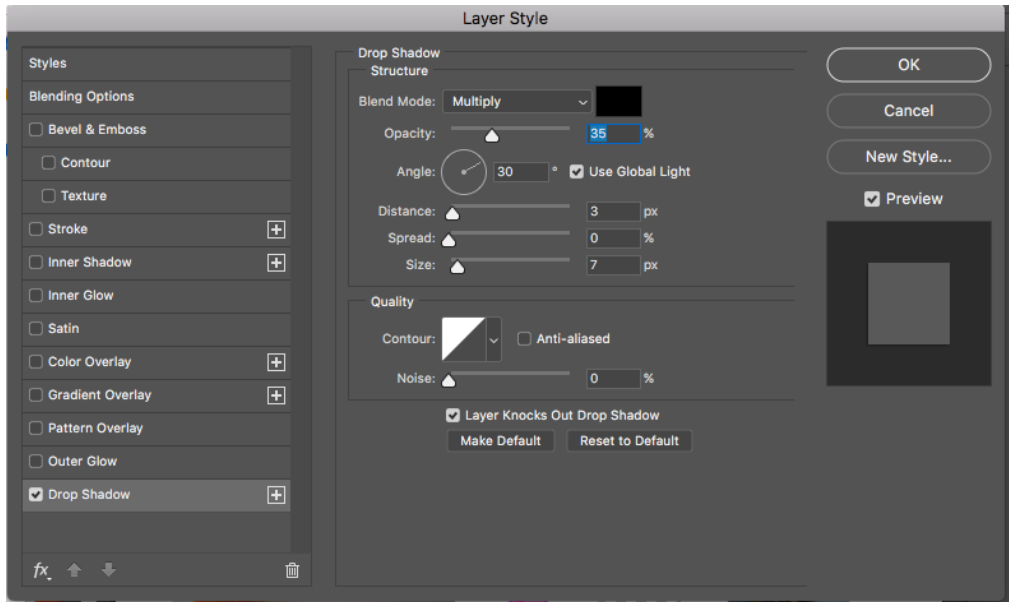 Layer Style
Styles
Blending Options
Bevel & Emboss
Contour
Texture
Stroke
Inner Shadow
Inner Glow
Satin
Color Overlay
Gradient Overlay
Pattern Overlay
Outer Glow
Drop Shadow
fx
Drop Shadow
Structure
Blend Mode: Multiply
Opacity: 35 %
Angle: 30 ° Use Global Light
Distance: 3 px
Spread: 0 %
Size: 7 px
Quality
Contour: Anti-aliased
Noise: 0 %
Layer Knocks Out Drop Shadow
Make Default Reset to Default
OK
Cancel
New Style...
Preview